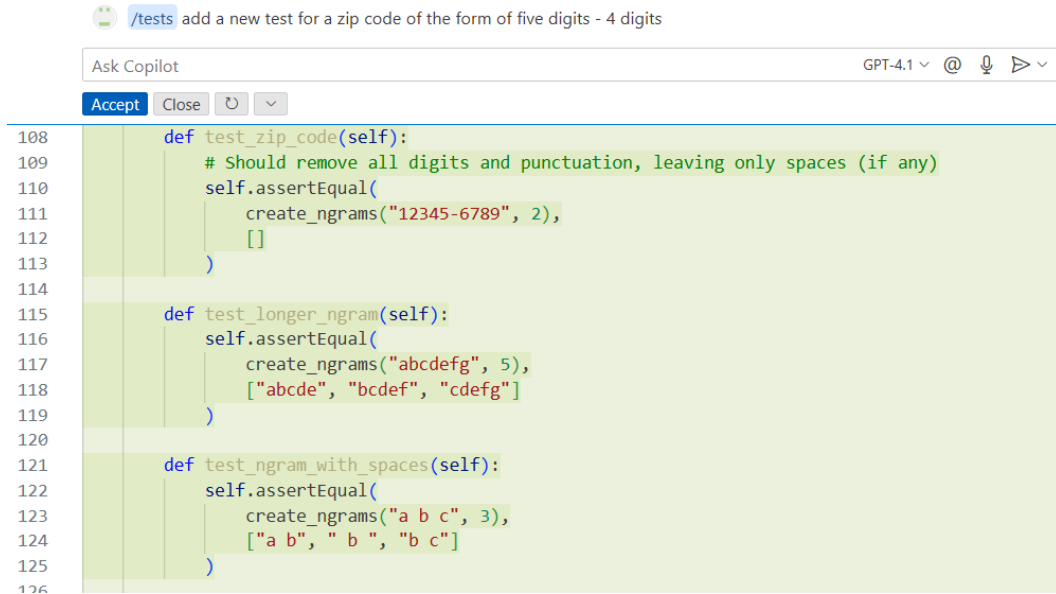 /tests add a new test for a zip code of the form of five digits - 4 digits
Ask Copilot GPT-4.1 @
Accept Close
108 def test_zip_code(self):
109 # Should remove all digits and punctuation, leaving only spaces (if any)
110 self.assertEqual(
111 create_ngrams("12345-6789", 2),
112 []
113 )
114
115 def test_longer_ngram(self):
116 self.assertEqual(
117 create_ngrams("abcdefg", 5),
118 ["abcde", "bcdef", "cdefg"]
119 )
120
121 def test_ngram_with_spaces(self):
122 self.assertEqual(
123 create_ngrams("a b c", 3),
124 ["a b", " b ", "b c"]
125 )
126